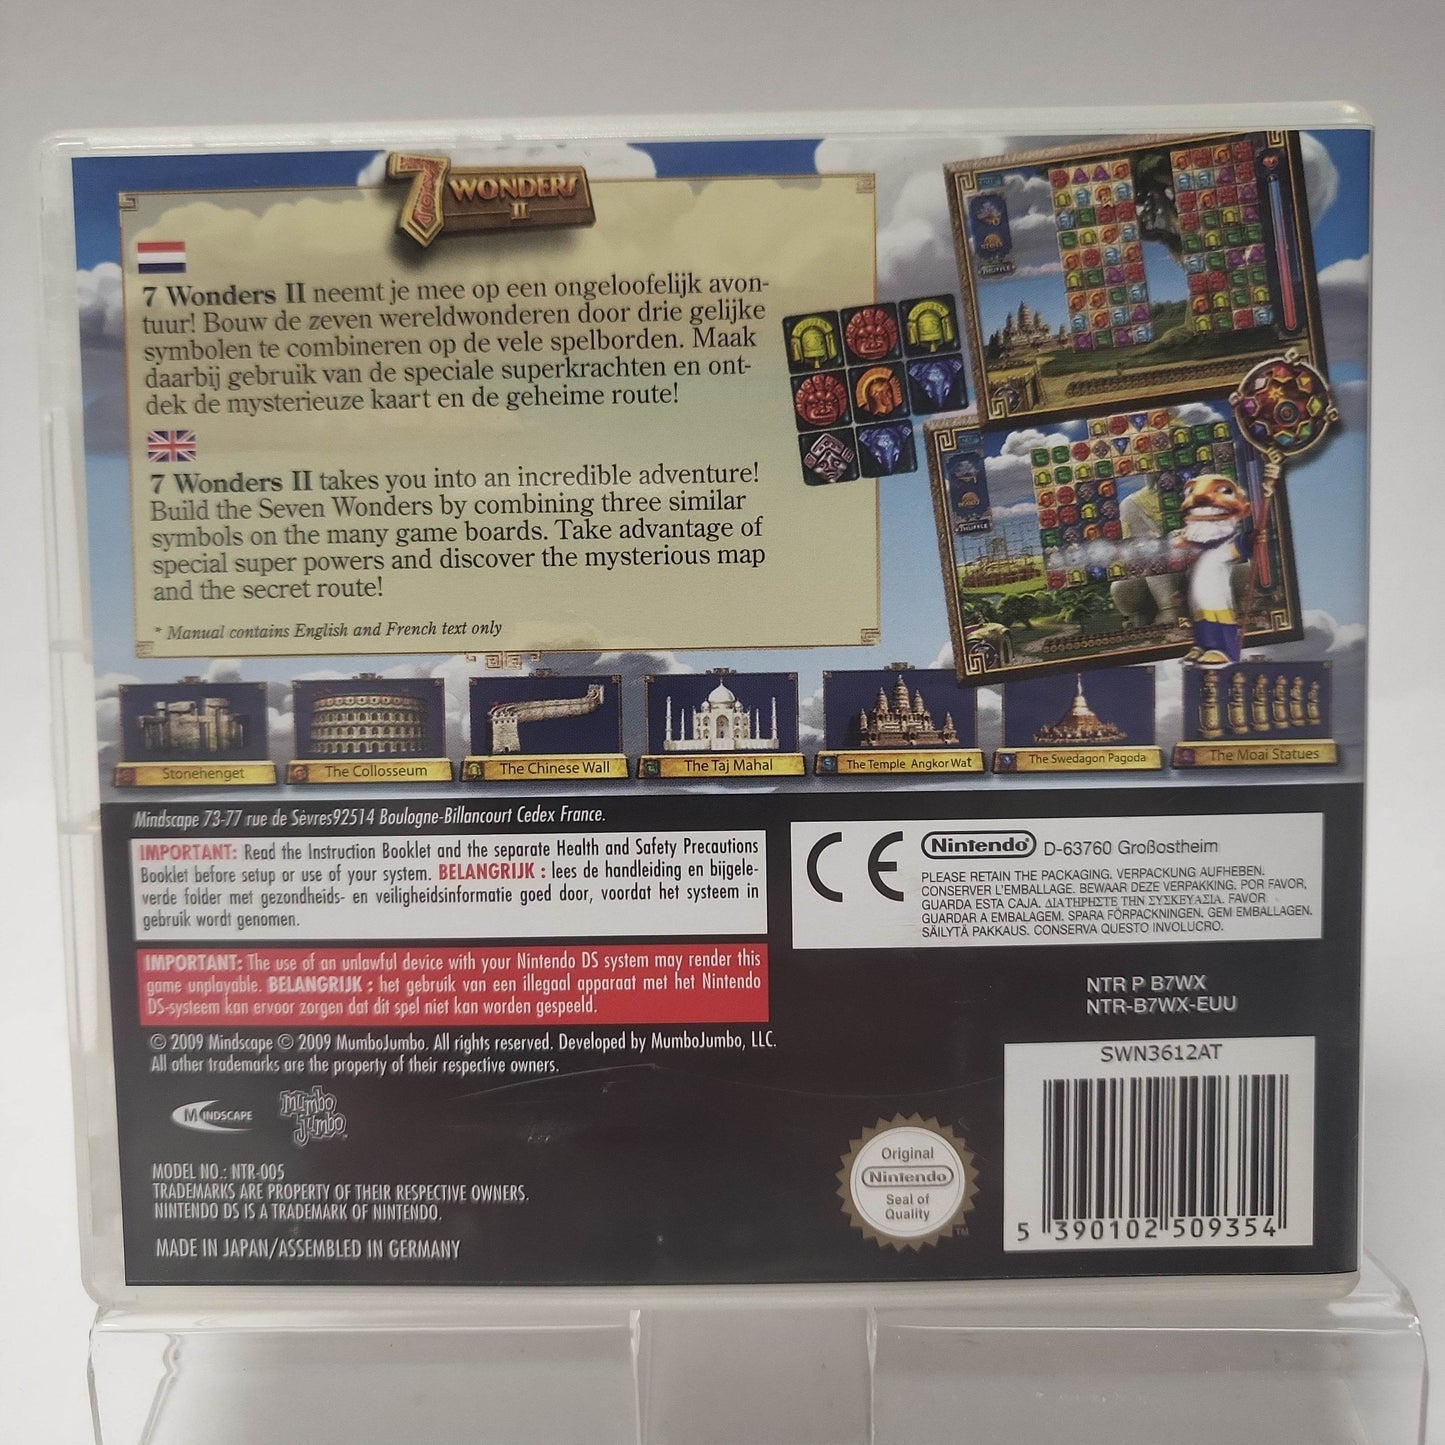 7 WONDERS
II
7 Wonders II neemt je mee op een ongeloofelijk avon-
tuur! Bouw de zeven wereldwonderen door drie gelijke
symbolen te combineren op de vele spelborden. Maak
daarbij gebruik van de speciale superkrachten en ont-
dek de mysterieuze kaart en de geheime route!
7 Wonders II takes you into an incredible adventure!
Build the Seven Wonders by combining three similar
symbols on the many game boards. Take advantage of
special super powers and discover the mysterious map
and the secret route!
* Manual contains English and French text only
Stonehenget
The Collosseum
The Chinese Wall
The Taj Mahal
The Temple Angkor Wat
The Swedagon Pagoda
The Moai Statues
Mindscape 73-77 rue de Sèvres92514 Boulogne-Billancourt Cedex France.
IMPORTANT: Read the Instruction Booklet and the separate Health and Safety Precautions
Booklet before setup or use of your system. BELANGRIJK : lees de handleiding en bijgele-
verde folder met gezondheids- en veiligheidsinformatie goed door, voordat het systeem in
gebruik wordt genomen.
IMPORTANT: The use of an unlawful device with your Nintendo DS system may render this
game unplayable. BELANGRIJK : het gebruik van een illegaal apparaat met het Nintendo
DS-systeem kan ervoor zorgen dat dit spel niet kan worden gespeeld.
© 2009 Mindscape © 2009 MumboJumbo. All rights reserved. Developed by MumboJumbo, LLC.
All other trademarks are the property of their respective owners.
MINDSCAPE
Mumbo
Jumbo
MODEL NO.: NTR-005
TRADEMARKS ARE PROPERTY OF THEIR RESPECTIVE OWNERS.
NINTENDO DS IS A TRADEMARK OF NINTENDO.
MADE IN JAPAN/ASSEMBLED IN GERMANY
CE
Nintendo D-63760 Großostheim
PLEASE RETAIN THE PACKAGING. VERPACKUNG AUFHEBEN.
CONSERVER L'EMBALLAGE. BEWAAR DEZE VERPAKKING. POR FAVOR,
GUARDA ESTA CAJA. ΔΙΑΤΗΡΗΣΤΕ ΤΗΝ ΣΥΣΚΕΥΑΣΙΑ. FAVOR
GUARDAR A EMBALAGEM. SPARA FÖRPACKNINGEN. GEM EMBALLAGEN.
SÄILYTÄ PAKKAUS. CONSERVA QUESTO INVOLUCRO.
NTR P B7WX
NTR-B7WX-EUU
SWN3612AT
5 390102 509354
Original
Nintendo
Seal of
Quality
TM